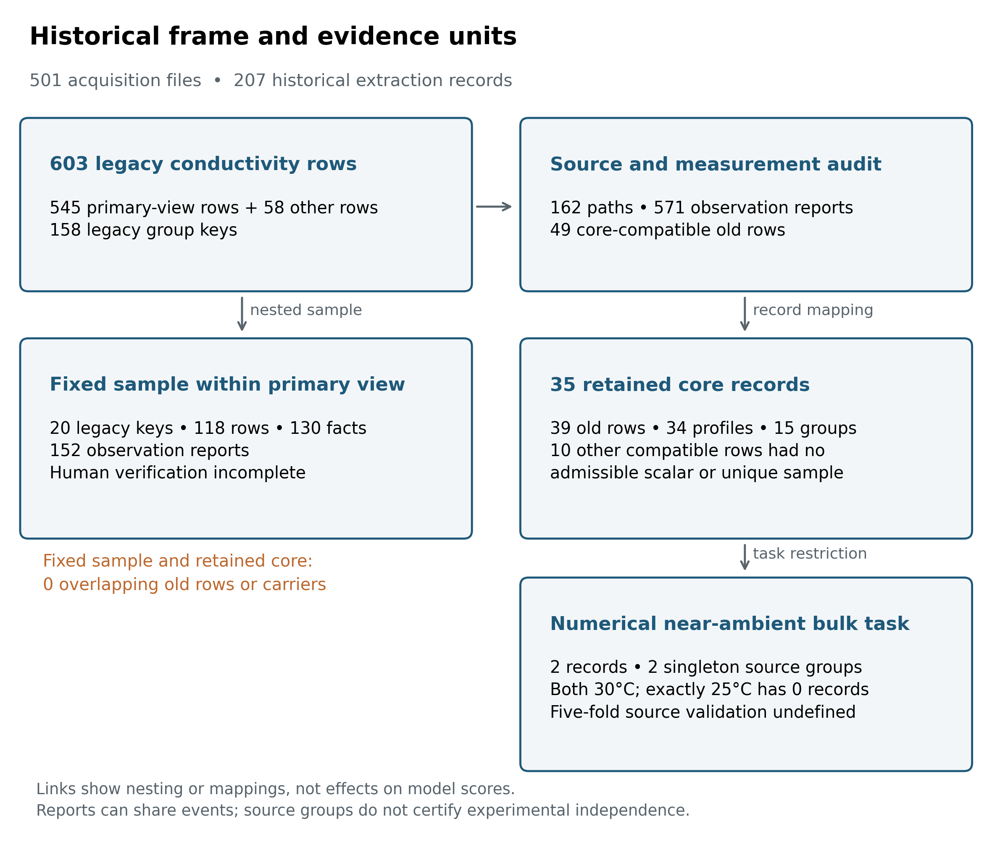 Historical frame and evidence units
501 acquisition files • 207 historical extraction records
603 legacy conductivity rows
545 primary-view rows + 58 other rows
158 legacy group keys
Source and measurement audit
162 paths • 571 observation reports
49 core-compatible old rows
nested sample
record mapping
Fixed sample within primary view
20 legacy keys • 118 rows • 130 facts
152 observation reports
Human verification incomplete
35 retained core records
39 old rows • 34 profiles • 15 groups
10 other compatible rows had no
admissible scalar or unique sample
Fixed sample and retained core:
0 overlapping old rows or carriers
task restriction
Numerical near-ambient bulk task
2 records • 2 singleton source groups
Both 30°C; exactly 25°C has 0 records
Five-fold source validation undefined
Links show nesting or mappings, not effects on model scores.
Reports can share events; source groups do not certify experimental independence.